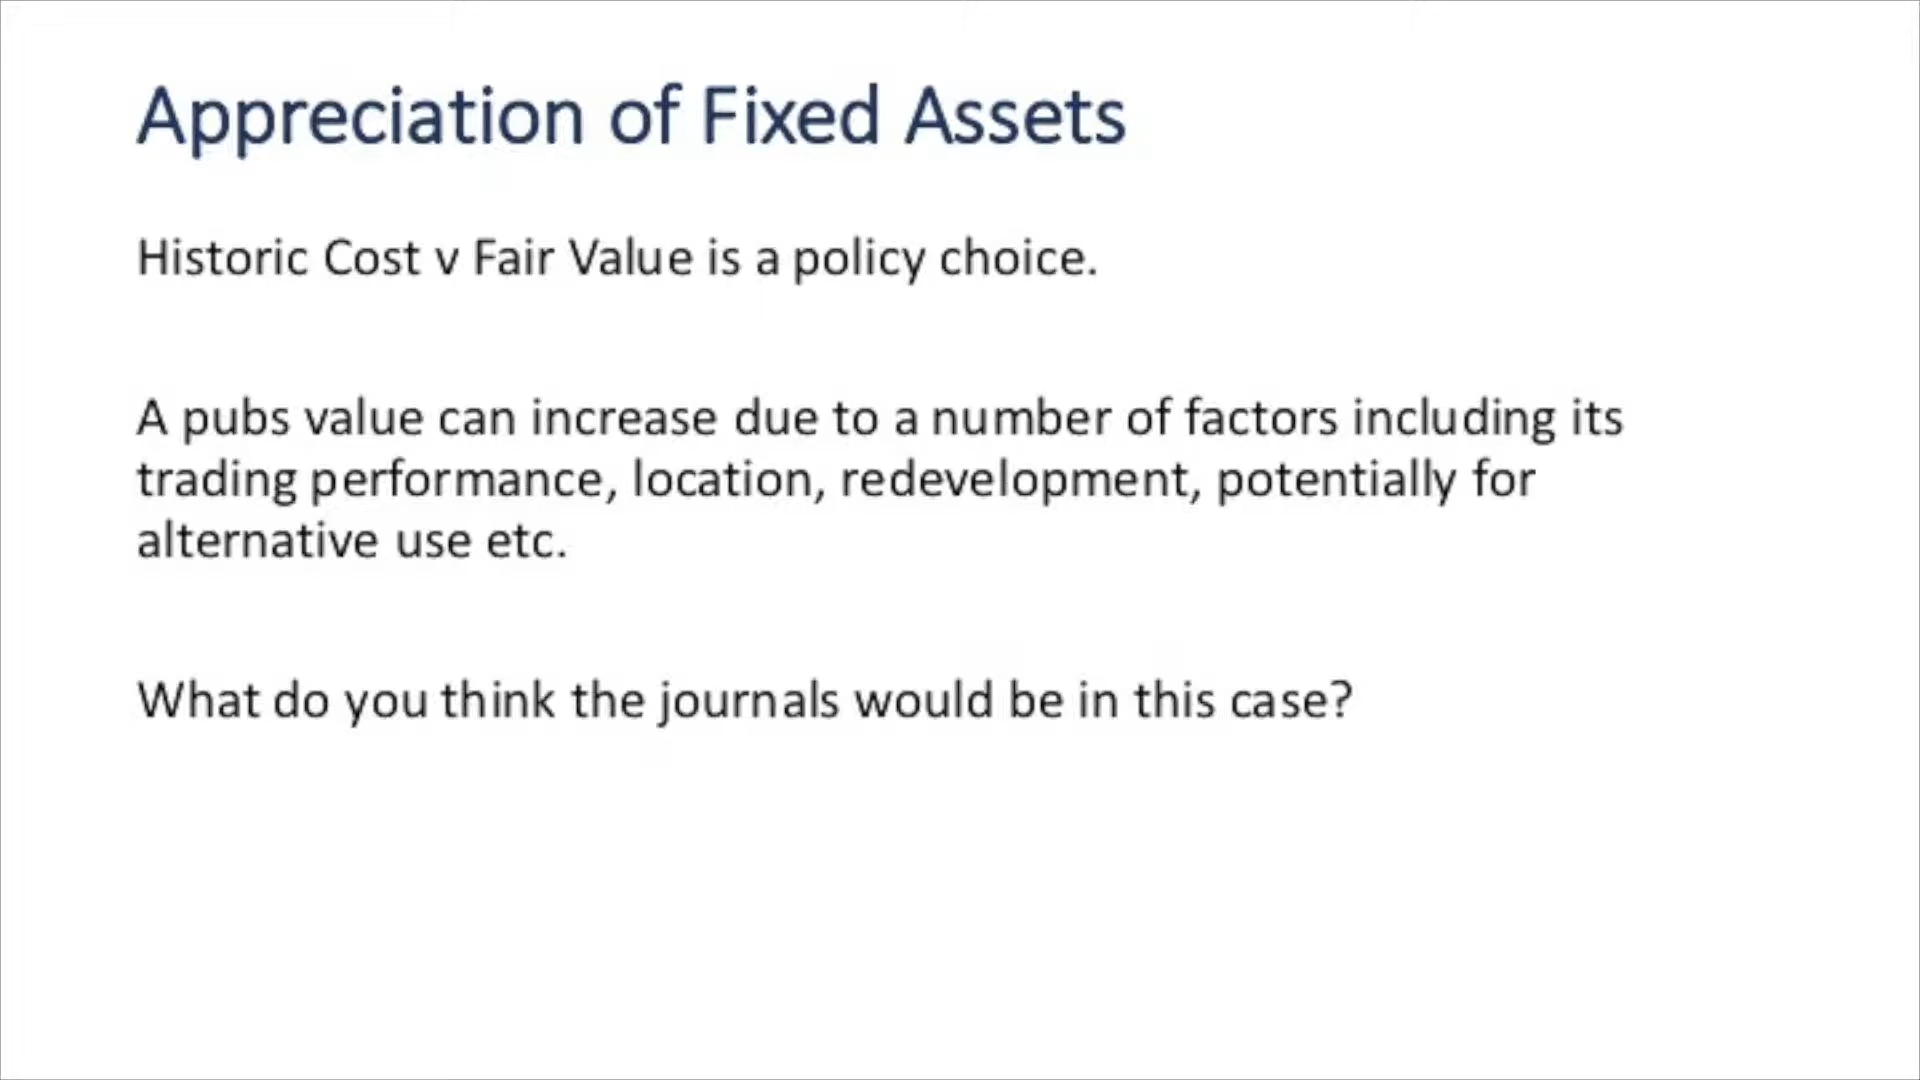 Appreciation of Fixed Assets
Historic Cost v Fair Value is a policy choice.
A pubs value can increase due to a number of factors including its
trading performance, location, redevelopment, potentially for
alternative use etc.
What do you think the journals would be in this case?